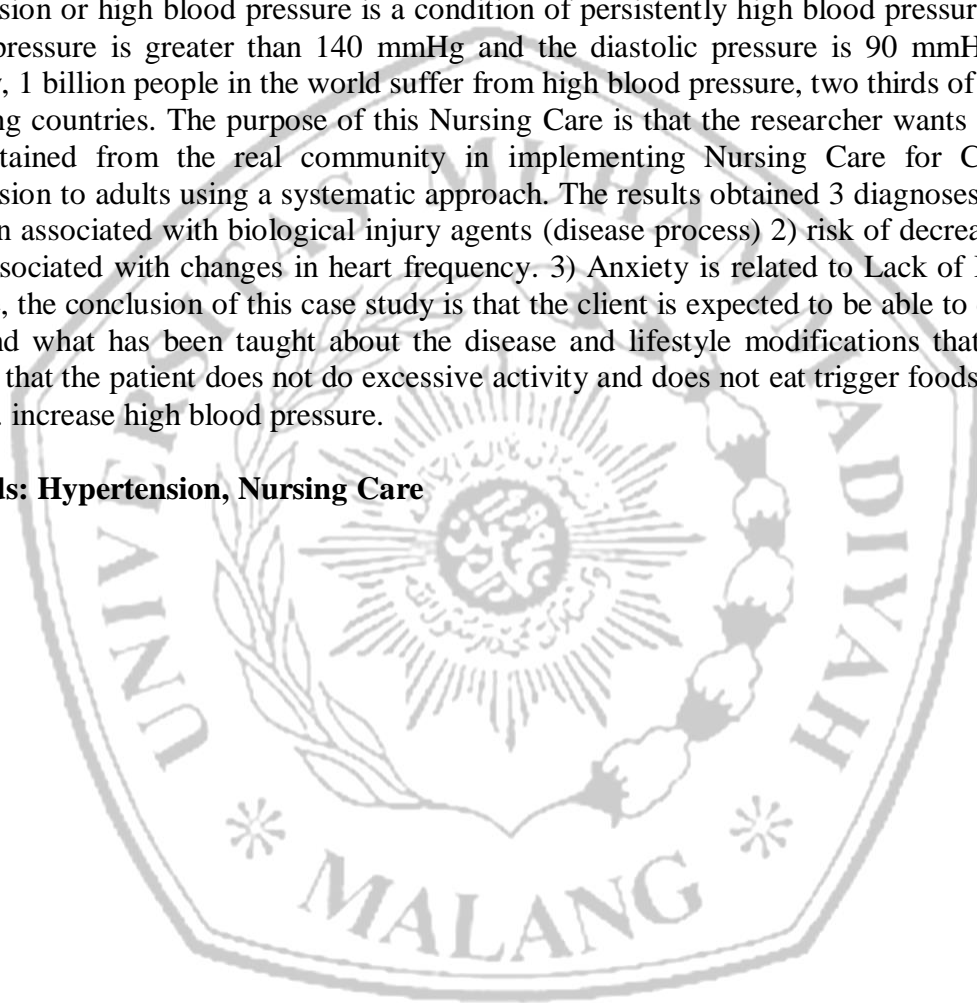 sion or high blood pressure is a condition of persistently high blood pressur
pressure is greater than 140 mmHg and the diastolic pressure is 90 mmH
, 1 billion people in the world suffer from high blood pressure, two thirds of
ng countries. The purpose of this Nursing Care is that the researcher wants
tained from the real community in implementing Nursing Care for C
sion to adults using a systematic approach. The results obtained 3 diagnoses
n associated with biological injury agents (disease process) 2) risk of decrea
ssociated with changes in heart frequency. 3) Anxiety is related to Lack of
, the conclusion of this case study is that the client is expected to be able to
nd what has been taught about the disease and lifestyle modifications that
that the patient does not do excessive activity and does not eat trigger foods
. increase high blood pressure.
ls: Hypertension, Nursing Care
UNIVERSITAS MUHAMMADIYAH
MALANG